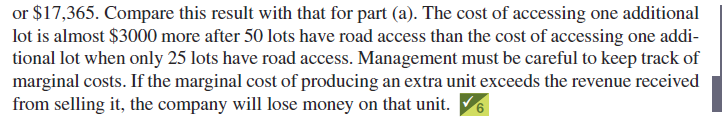 or $17,365. Compare this result with that for part (a). The cost of accessing one additional
lot is almost $3000 more after 50 lots have road access than the cost of accessing one addi-
tional lot when only 25 lots have road access. Management must be careful to keep track of
marginal costs. If the marginal cost of producing an extra unit exceeds the revenue received
from selling it, the company will lose money on that unit. ✓6